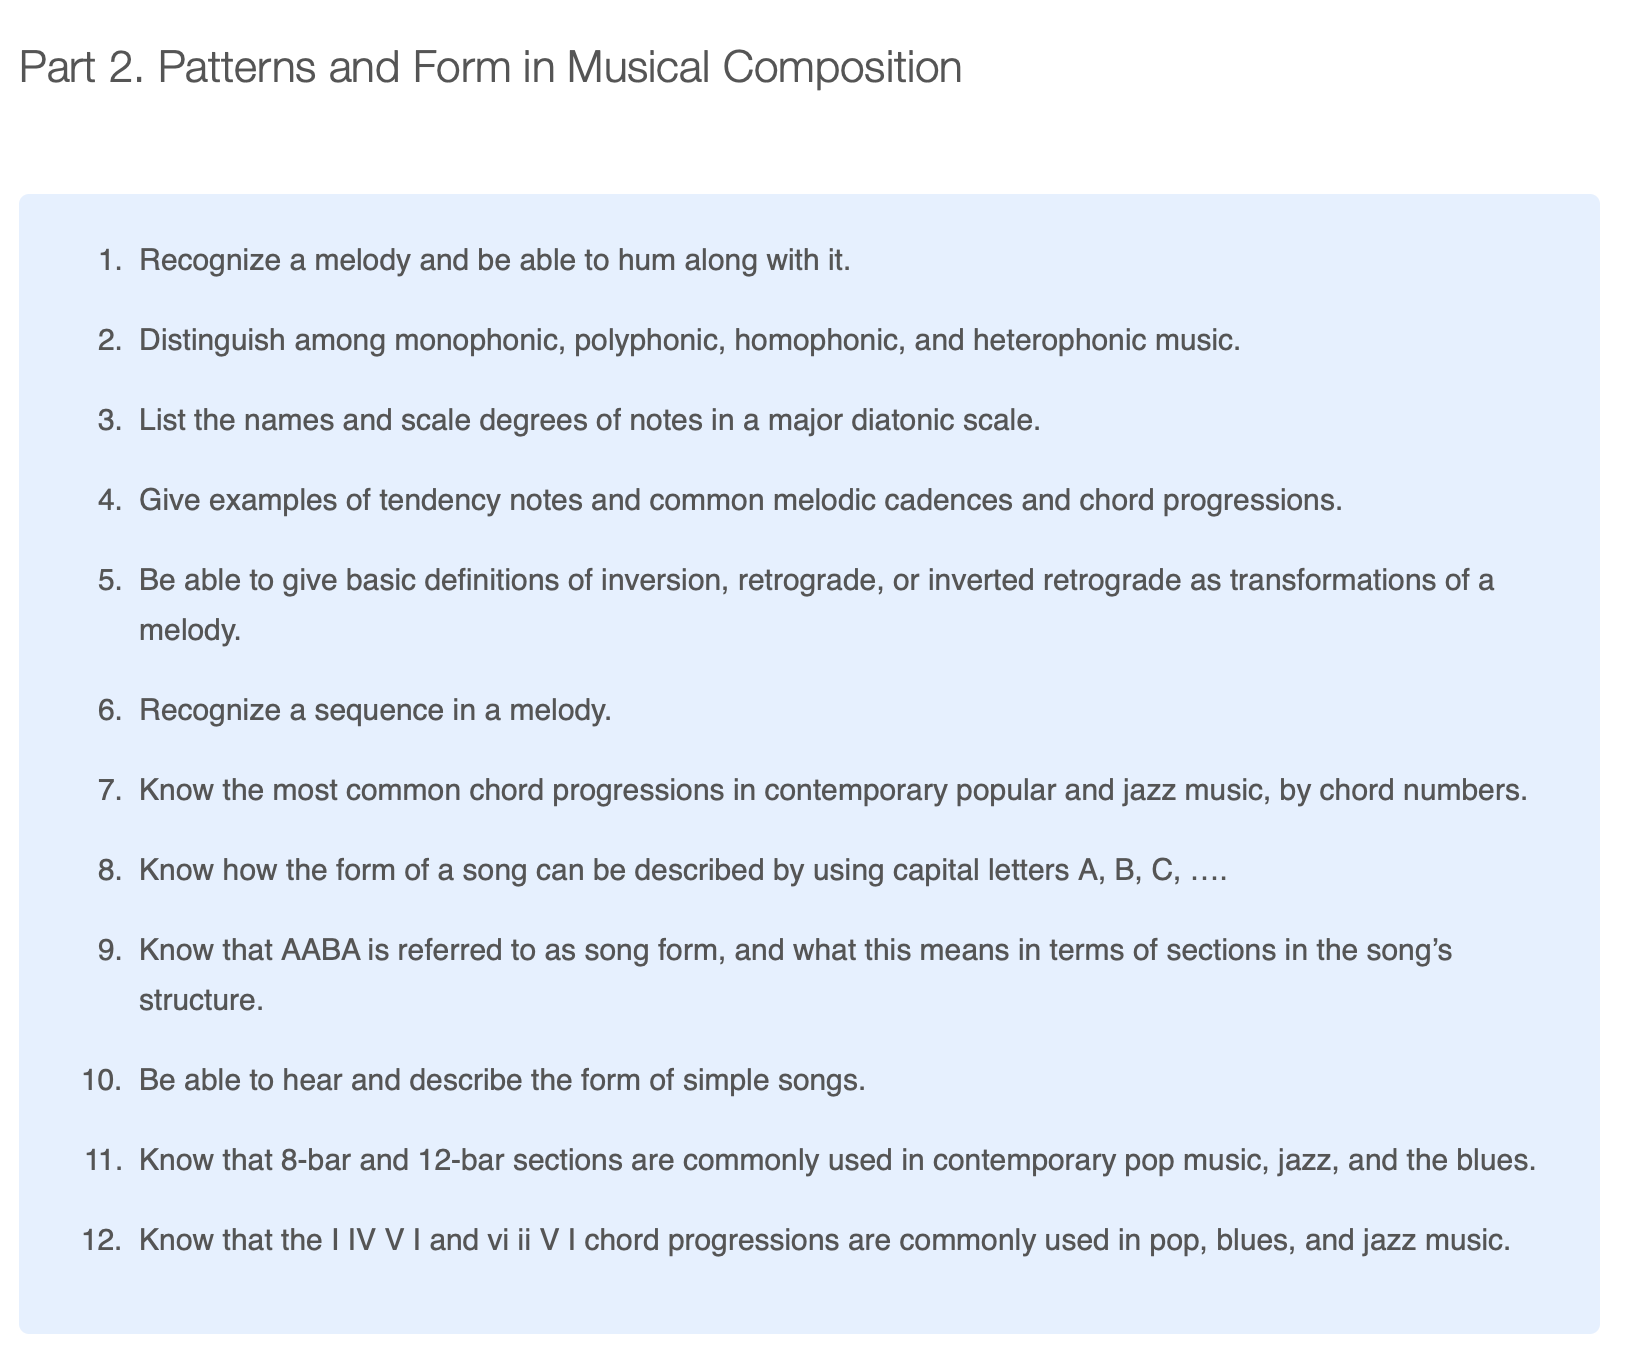 Part 2. Patterns and Form in Musical Composition
1. Recognize a melody and be able to hum along with it.
2. Distinguish among monophonic, polyphonic, homophonic, and heterophonic music.
3. List the names and scale degrees of notes in a major diatonic scale.
4. Give examples of tendency notes and common melodic cadences and chord progressions.
5. Be able to give basic definitions of inversion, retrograde, or inverted retrograde as transformations of a
melody.
6. Recognize a sequence in a melody.
7. Know the most common chord progressions in contemporary popular and jazz music, by chord numbers.
8. Know how the form of a song can be described by using capital letters A, B, C, ….
9. Know that AABA is referred to as song form, and what this means in terms of sections in the song’s
structure.
10. Be able to hear and describe the form of simple songs.
11. Know that 8-bar and 12-bar sections are commonly used in contemporary pop music, jazz, and the blues.
12. Know that the I IV V I and vi ii V I chord progressions are commonly used in pop, blues, and jazz music.